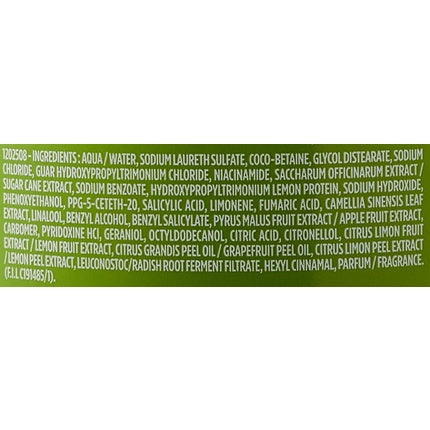 1202508 - INGREDIENTS : AQUA / WATER, SODIUM LAURETH SULFATE, COCO-BETAINE, GLYCOL DISTEARATE, SODIUM
CHLORIDE, GUAR HYDROXYPROPYLTRIMONIUM CHLORIDE, NIACINAMIDE, SACCHARUM OFFICINARUM EXTRACT /
SUGAR CANE EXTRACT, SODIUM BENZOATE, HYDROXYPROPYLTRIMONIUM LEMON PROTEIN, SODIUM HYDROXIDE,
PHENOXYETHANOL, PPG-5-CETETH-20, SALICYLIC ACID, LIMONENE, FUMARIC ACID, CAMELLIA SINENSIS LEAF
EXTRACT, LINALOOL, BENZYL ALCOHOL, BENZYL SALICYLATE, PYRUS MALUS FRUIT EXTRACT / APPLE FRUIT EXTRACT,
CARBOMER, PYRIDOXINE HCI, GERANIOL, CITRIC ACID, CITRONELLOL, CITRUS LIMON FRUIT
EXTRACT / LEMON FRUIT EXTRACT, CITRUS GRANDIS PEEL OIL / GRAPEFRUIT PEEL OIL, CITRUS LIMON PEEL EXTRACT
/ LEMON PEEL EXTRACT, LEUCONOSTOC/RADISH ROOT FERMENT FILTRATE, HEXYL CINNAMAL, PARFUM / FRAGRANCE.
(F.I.L C191485/1).